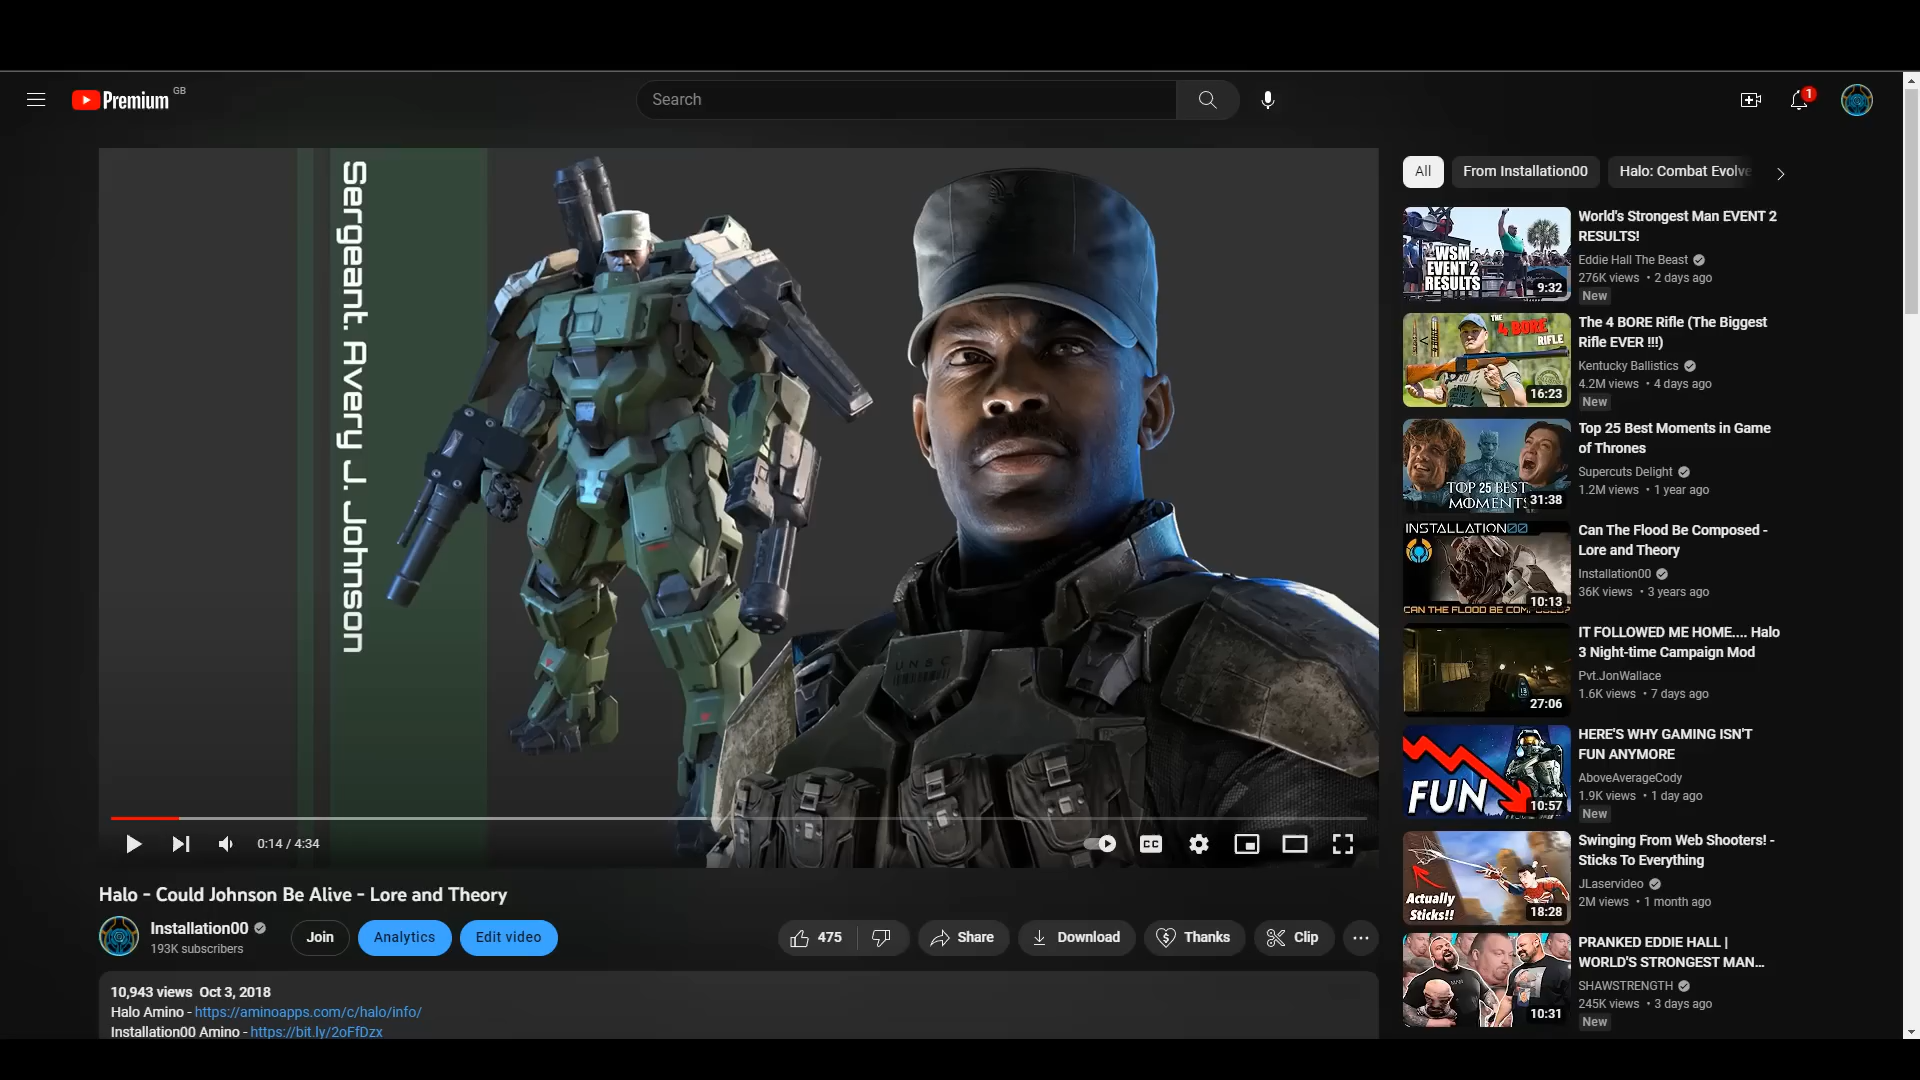 Premium GB
Search
1
Sergeant. Avery J. Johnson
UNSC
0:14 / 4:34
CC
Halo - Could Johnson Be Alive - Lore and Theory
Installation00
193K subscribers
Join
Analytics
Edit video
475
Share
Download
Thanks
Clip
10,943 views Oct 3, 2018
Halo Amino - https://aminoapps.com/c/halo/info/
Installation00 Amino - https://bit.ly/2oFfDzx
All
From Installation00
Halo: Combat Evolve
WSM
EVENT 2
RESULTS
9:32
World's Strongest Man EVENT 2
RESULTS!
Eddie Hall The Beast
276K views • 2 days ago
New
THE
4 BORE
RIFLE
16:23
The 4 BORE Rifle (The Biggest
Rifle EVER !!!)
Kentucky Ballistics
4.2M views • 4 days ago
New
TOP 25 BEST
MOMENTS
31:38
Top 25 Best Moments in Game
of Thrones
Supercuts Delight
1.2M views • 1 year ago
INSTALLATION00
CAN THE FLOOD BE COMPOSED?
10:13
Can The Flood Be Composed -
Lore and Theory
Installation00
36K views • 3 years ago
27:06
IT FOLLOWED ME HOME.... Halo
3 Night-time Campaign Mod
Pvt.JonWallace
1.6K views • 7 days ago
FUN
10:57
HERE'S WHY GAMING ISN'T
FUN ANYMORE
AboveAverageCody
1.9K views • 1 day ago
New
Actually
Sticks!!
18:28
Swinging From Web Shooters! -
Sticks To Everything
JLaservideo
2M views • 1 month ago
10:31
PRANKED EDDIE HALL |
WORLD'S STRONGEST MAN...
SHAWSTRENGTH
245K views • 3 days ago
New